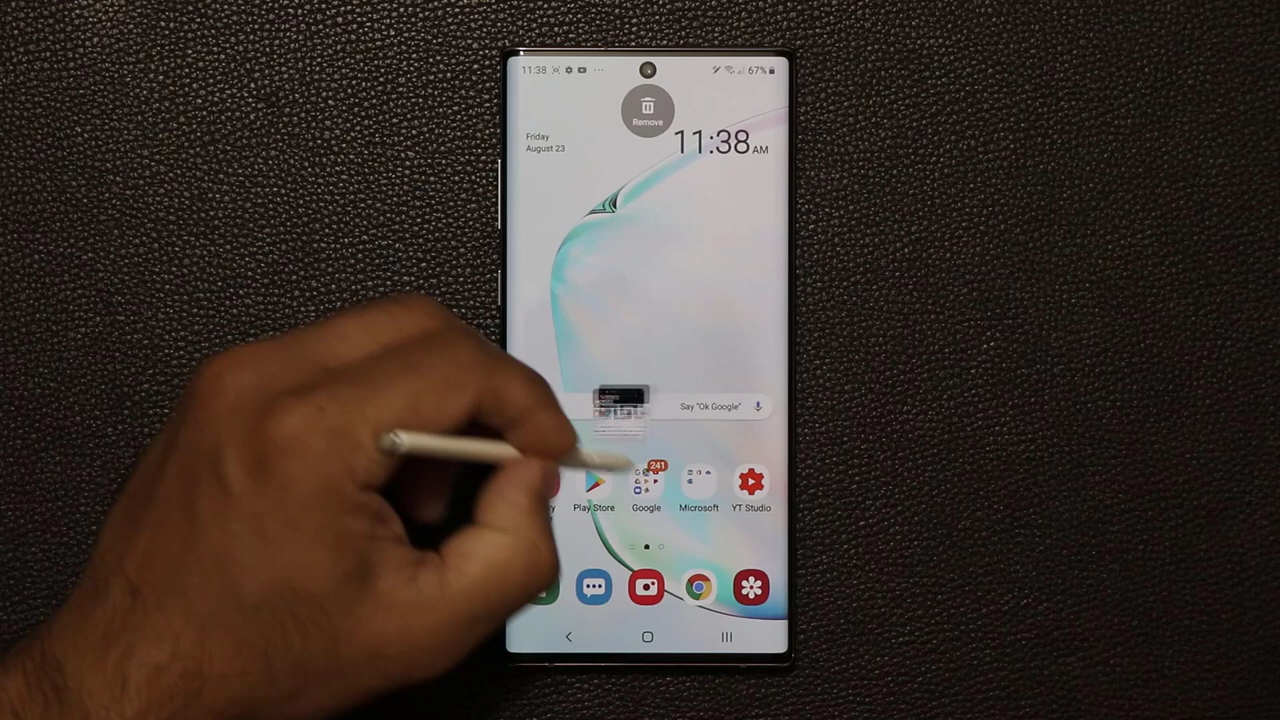 11:38
67%
Remove
Friday
August 23
11:38 AM
Say "Ok Google"
241
Play Store
Google
Microsoft
YT Studio